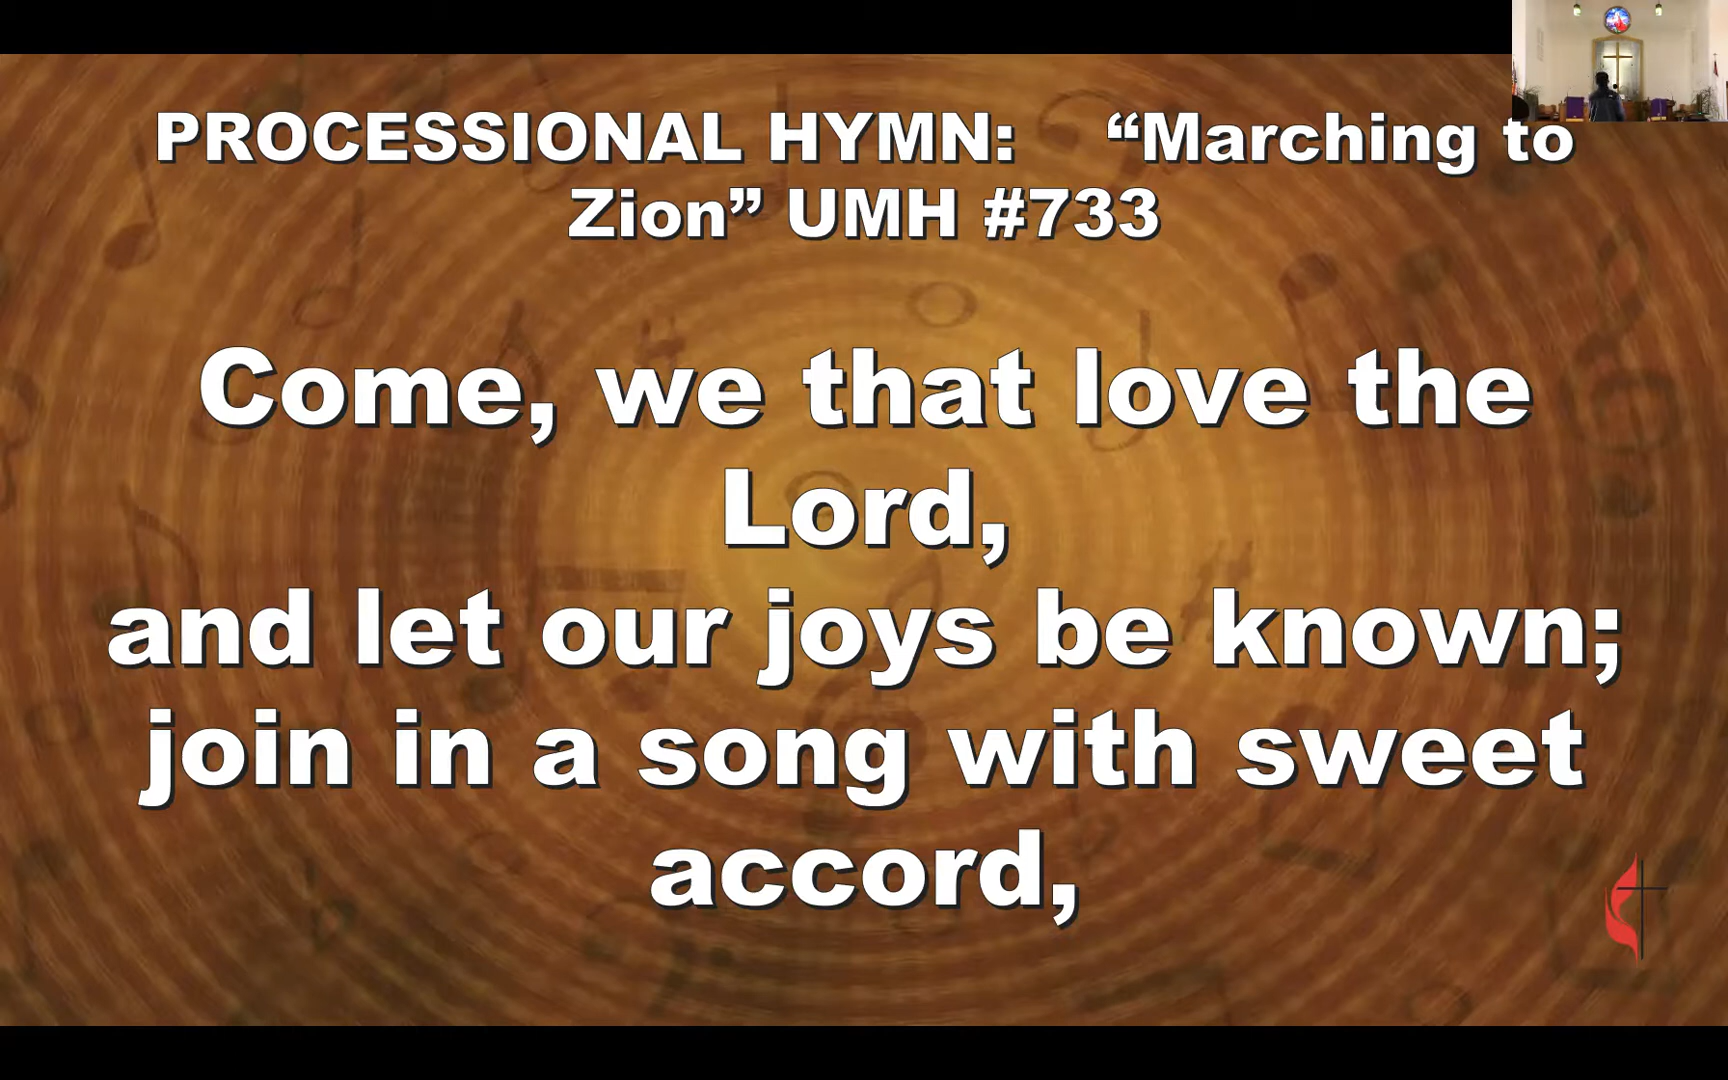 PROCESSIONAL HYMN: “Marching to
Zion” UMH #733
Come, we that love the
Lord,
and let our joys be known;
join in a song with sweet
accord,